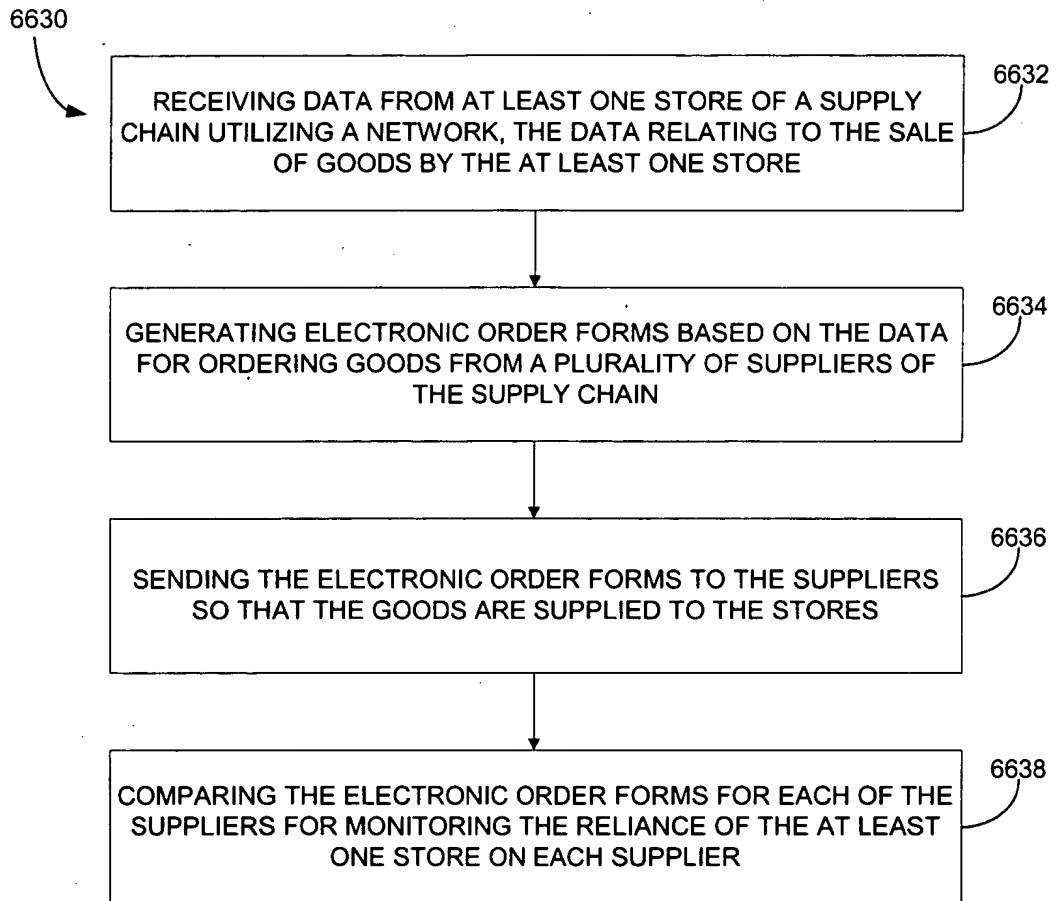 6630
6632
RECEIVING DATA FROM AT LEAST ONE STORE OF A SUPPLY
CHAIN UTILIZING A NETWORK, THE DATA RELATING TO THE SALE
OF GOODS BY THE AT LEAST ONE STORE
6634
GENERATING ELECTRONIC ORDER FORMS BASED ON THE DATA
FOR ORDERING GOODS FROM A PLURALITY OF SUPPLIERS OF
THE SUPPLY CHAIN
6636
SENDING THE ELECTRONIC ORDER FORMS TO THE SUPPLIERS
SO THAT THE GOODS ARE SUPPLIED TO THE STORES
6638
COMPARING THE ELECTRONIC ORDER FORMS FOR EACH OF THE
SUPPLIERS FOR MONITORING THE RELIANCE OF THE AT LEAST
ONE STORE ON EACH SUPPLIER